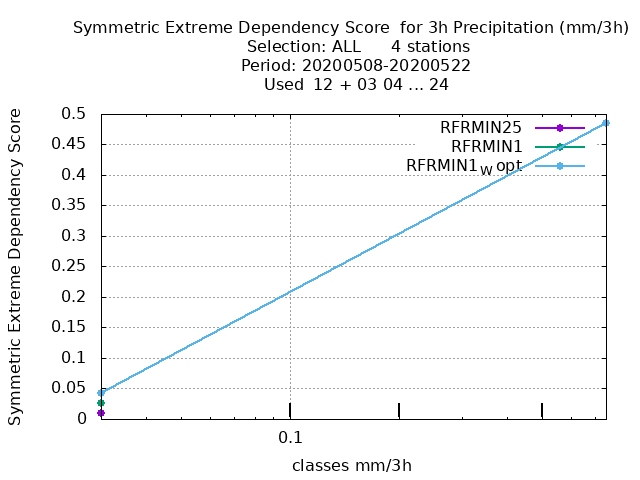 Symmetric Extreme Dependency Score  for 3h Precipitation (mm/3h)
Selection: ALL      4 stations
Period: 20200508-20200522
Used  12 + 03 04 ... 24
0.5
0.45
0.4
0.35
0.3
0.25
0.2
0.15
0.1
0.05
0
Symmetric Extreme Dependency Score
RFRMIN25
RFRMIN1
RFRMIN1W opt
0.1
classes mm/3h